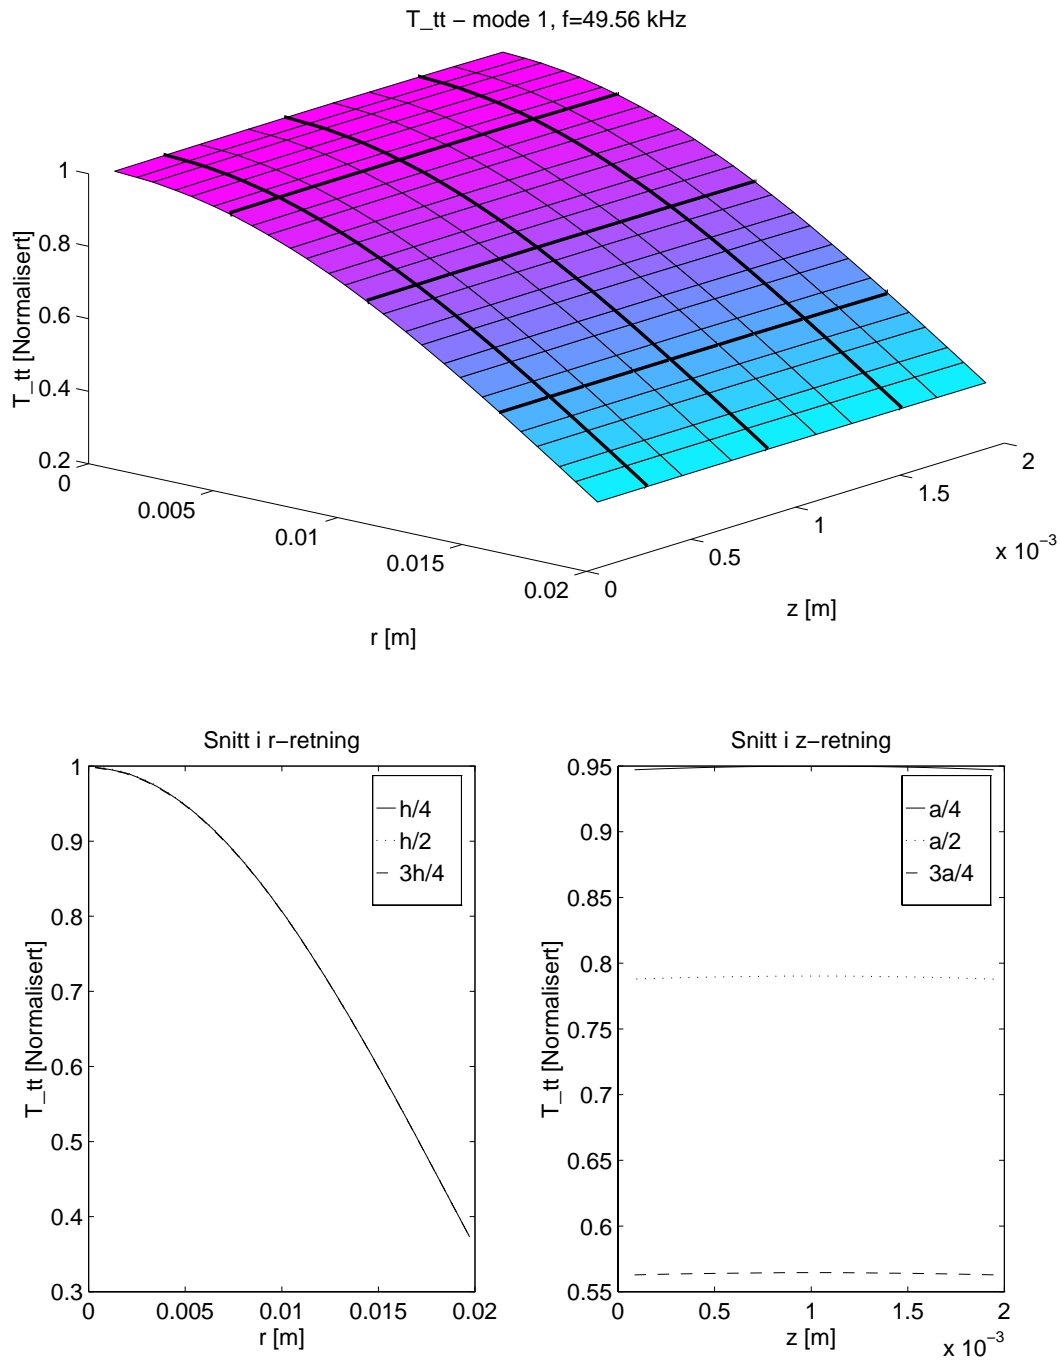 T_tt − mode 1, f=49.56 kHz
1
0.8
0.6
0.4
0.2
T_tt [Normalisert]
0
0.005
0.01
0.015
0.02
r [m]
0
0.5
1
1.5
2
x 10−3
z [m]
Snitt i r−retning
1
0.9
0.8
0.7
0.6
0.5
0.4
0.3
T_tt [Normalisert]
h/4
h/2
3h/4
0 0.005 0.01 0.015 0.02
r [m]
Snitt i z−retning
0.95
0.9
0.85
0.8
0.75
0.7
0.65
0.6
0.55
T_tt [Normalisert]
a/4
a/2
3a/4
0 0.5 1 1.5 2
z [m]
x 10−3